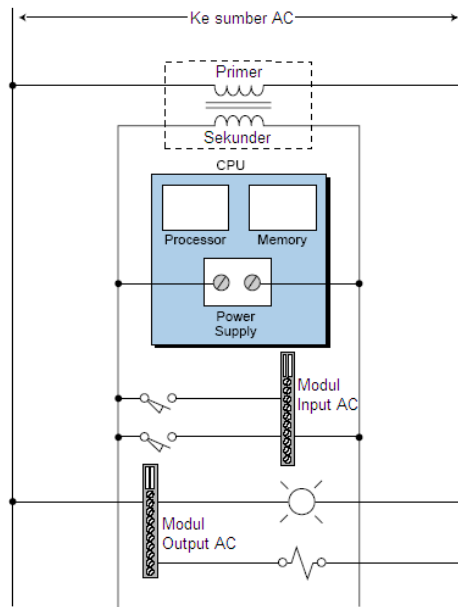 Ke sumber AC
Primer
Sekunder
CPU
Processor
Memory
Power
Supply
Modul
Input AC
Modul
Output AC